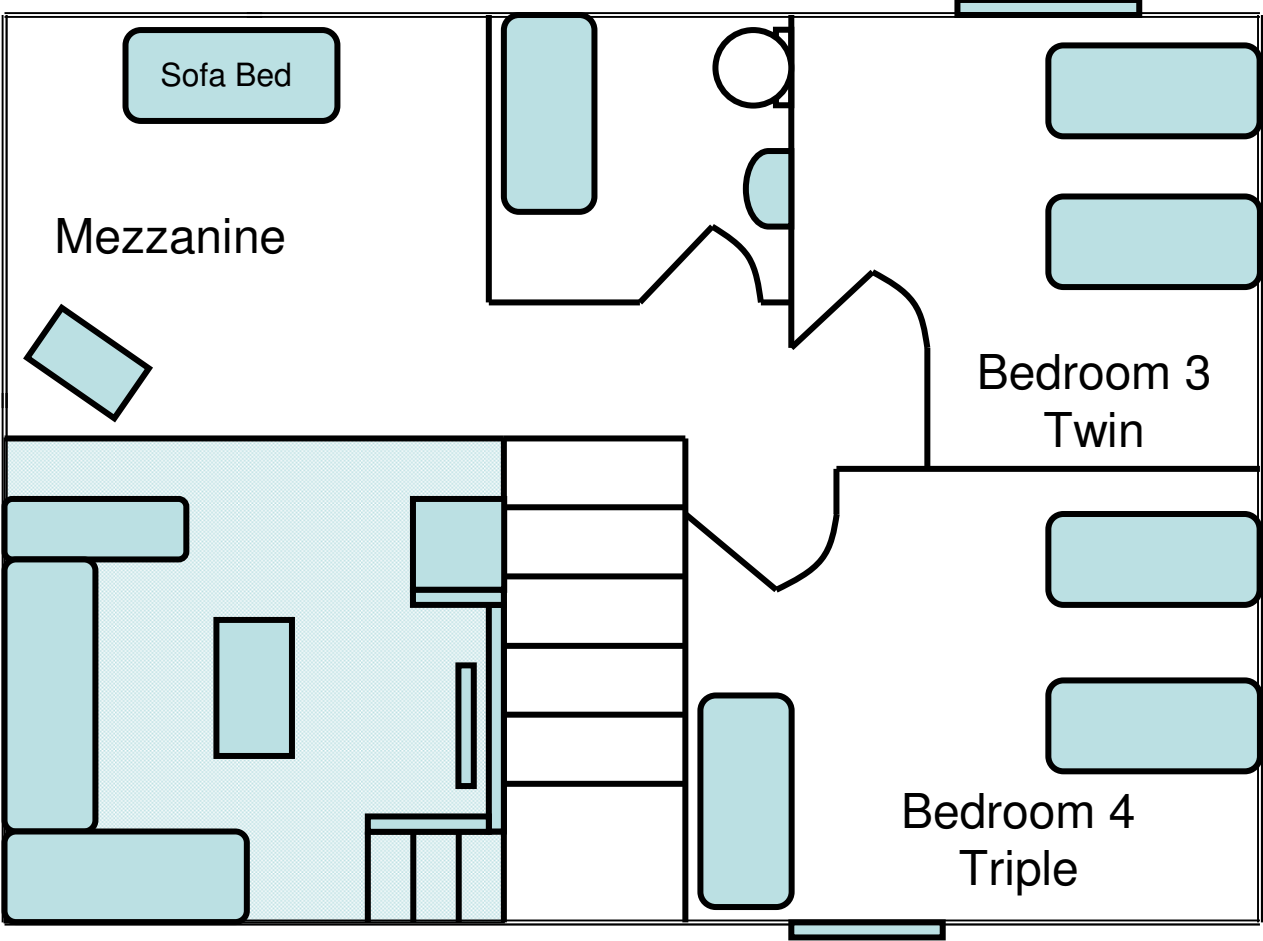 Sofa Bed
Mezzanine
Bedroom 3
Twin
Bedroom 4
Triple